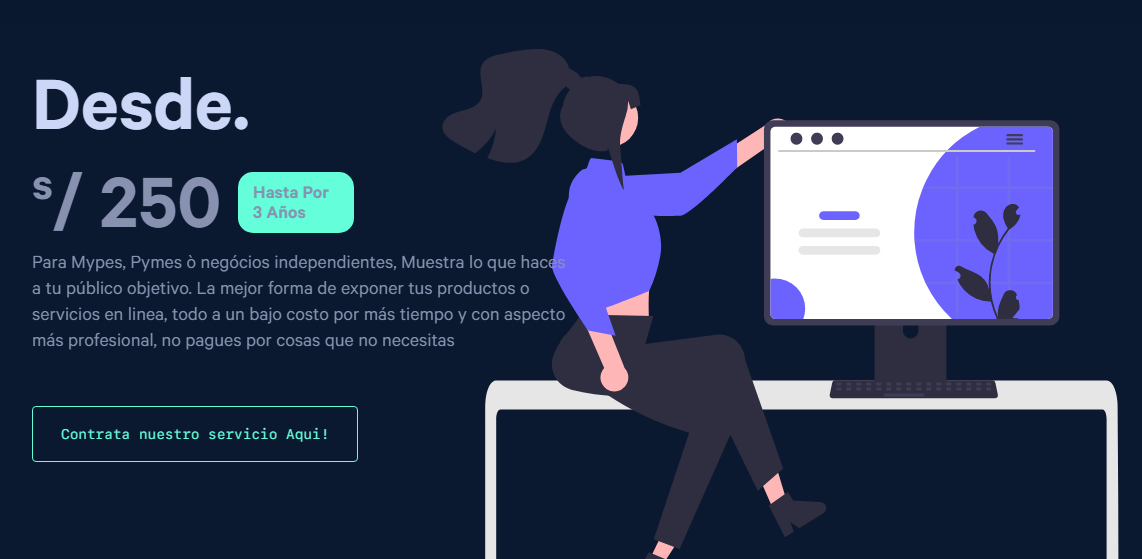 Desde.
S/ 250
Hasta Por
3 Años
Para Mypes, Pymes ò negócios independientes, Muestra lo que haces
a tu público objetivo. La mejor forma de exponer tus productos o
servicios en linea, todo a un bajo costo por más tiempo y con aspecto
más profesional, no pagues por cosas que no necesitas
Contrata nuestro servicio Aqui!